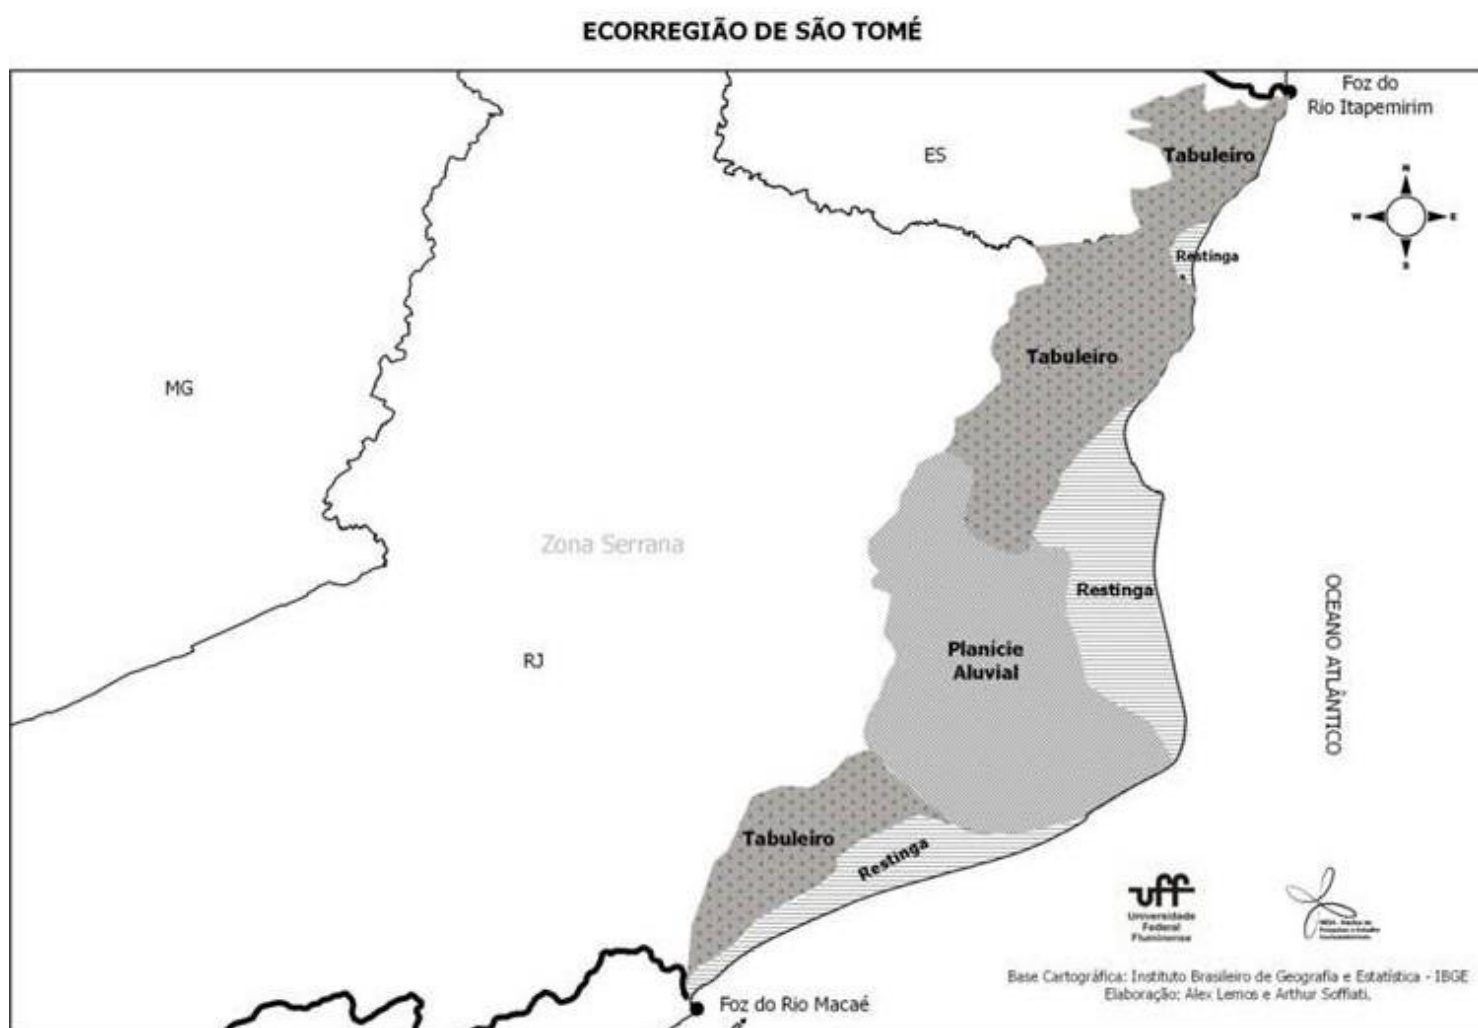 ECORREGIÃO DE SÃO TOMÉ
Foz do
Rio Itapemirim
ES
Tabuleiro
N
W
E
S
Restinga
Tabuleiro
MG
Zona Serrana
Restinga
OCEANO ATLÂNTICO
RJ
Planície
Aluvial
Tabuleiro
Restinga
uff
Universidade
Federal
Fluminense
Base Cartográfica: Instituto Brasileiro de Geografia e Estatística - IBGE
Elaboração: Alex Lemos e Arthur Soffiati.
Foz do Rio Macaé